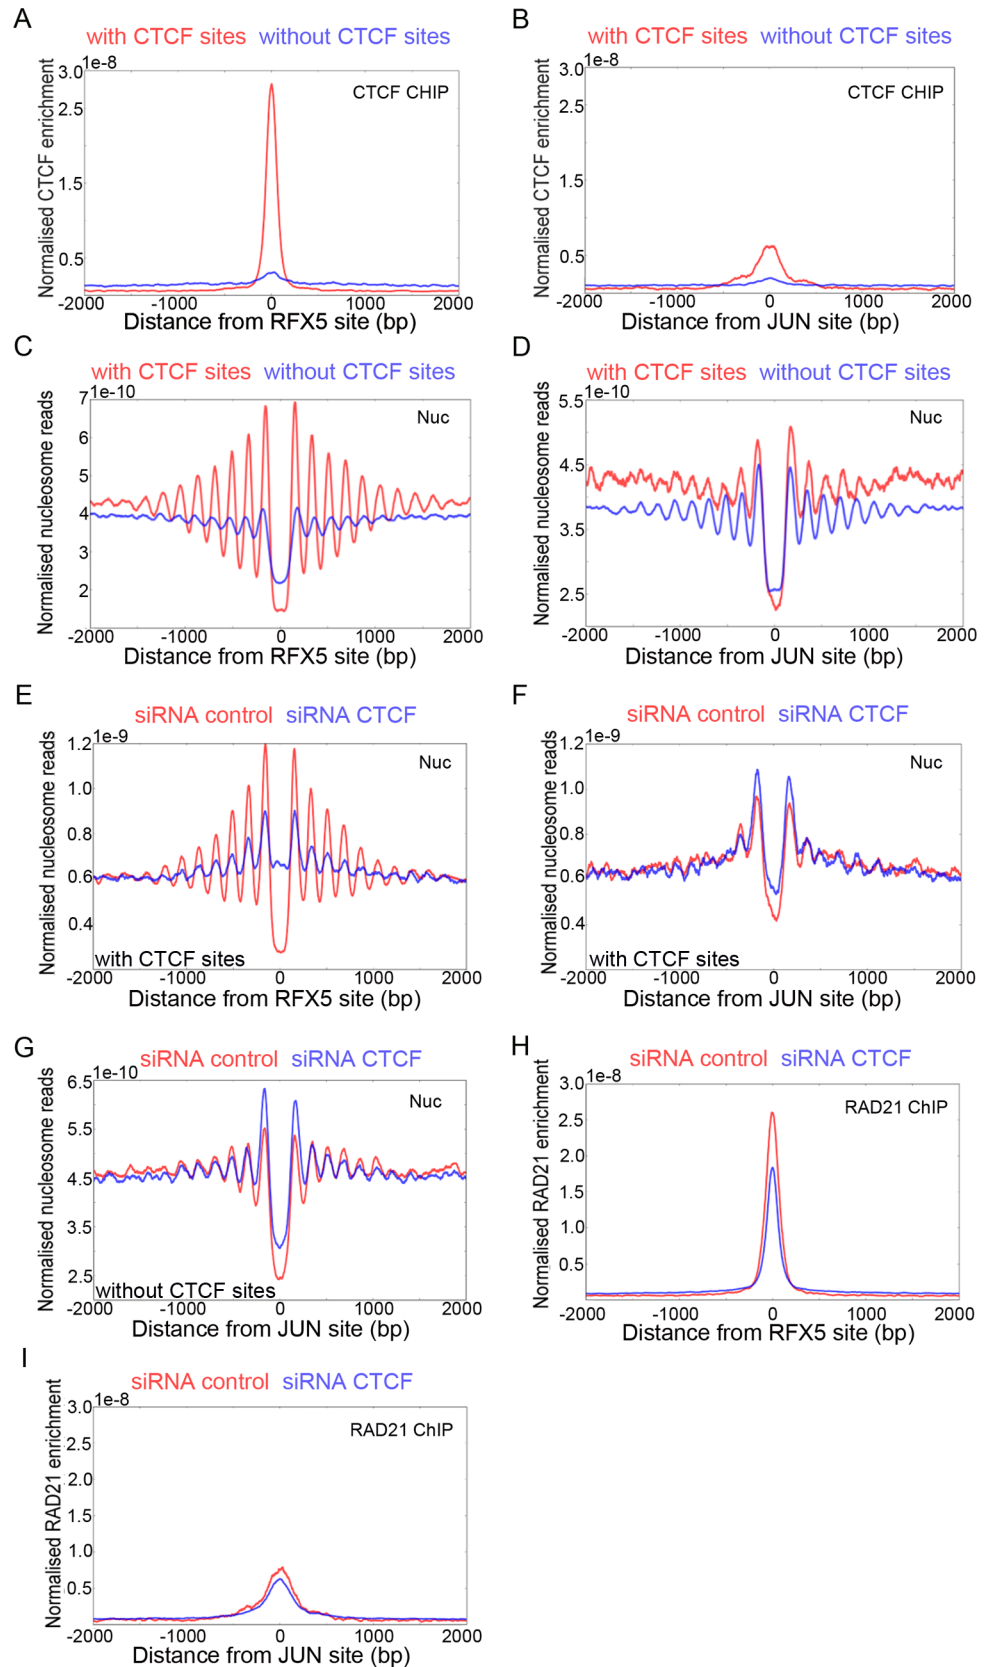 A
with CTCF sites without CTCF sites
1e-8
3.0
2.5
1.5
0.5
Normalised CTCF enrichment
CTCF CHIP
-2000 -1000 0 1000 2000
Distance from RFX5 site (bp)
B
with CTCF sites without CTCF sites
1e-8
3.0
2.5
1.5
0.5
Normalised CTCF enrichment
CTCF CHIP
-2000 -1000 0 1000 2000
Distance from JUN site (bp)
C
with CTCF sites without CTCF sites
1e-10
7
6
5
4
3
2
Normalised nucleosome reads
Nuc
-2000 -1000 0 1000 2000
Distance from RFX5 site (bp)
D
with CTCF sites without CTCF sites
1e-10
5.5
4.5
3.5
2.5
Normalised nucleosome reads
Nuc
-2000 -1000 0 1000 2000
Distance from JUN site (bp)
E
siRNA control siRNA CTCF
1e-9
1.2
1.0
0.8
0.6
0.4
Normalised nucleosome reads
Nuc
with CTCF sites
-2000 -1000 0 1000 2000
Distance from RFX5 site (bp)
F
siRNA control siRNA CTCF
1e-9
1.2
1.0
0.8
0.6
0.4
Normalised nucleosome reads
Nuc
with CTCF sites
-2000 -1000 0 1000 2000
Distance from JUN site (bp)
G
siRNA control siRNA CTCF
1e-10
6.5
5.5
4.5
3.5
2.5
Normalised nucleosome reads
Nuc
without CTCF sites
-2000 -1000 0 1000 2000
Distance from JUN site (bp)
H
siRNA control siRNA CTCF
1e-8
3.0
2.5
2.0
1.5
1.0
0.5
Normalised RAD21 enrichment
RAD21 ChIP
-2000 -1000 0 1000 2000
Distance from RFX5 site (bp)
I
siRNA control siRNA CTCF
1e-8
3.0
2.5
2.0
1.5
1.0
0.5
Normalised RAD21 enrichment
RAD21 ChIP
-2000 -1000 0 1000 2000
Distance from JUN site (bp)